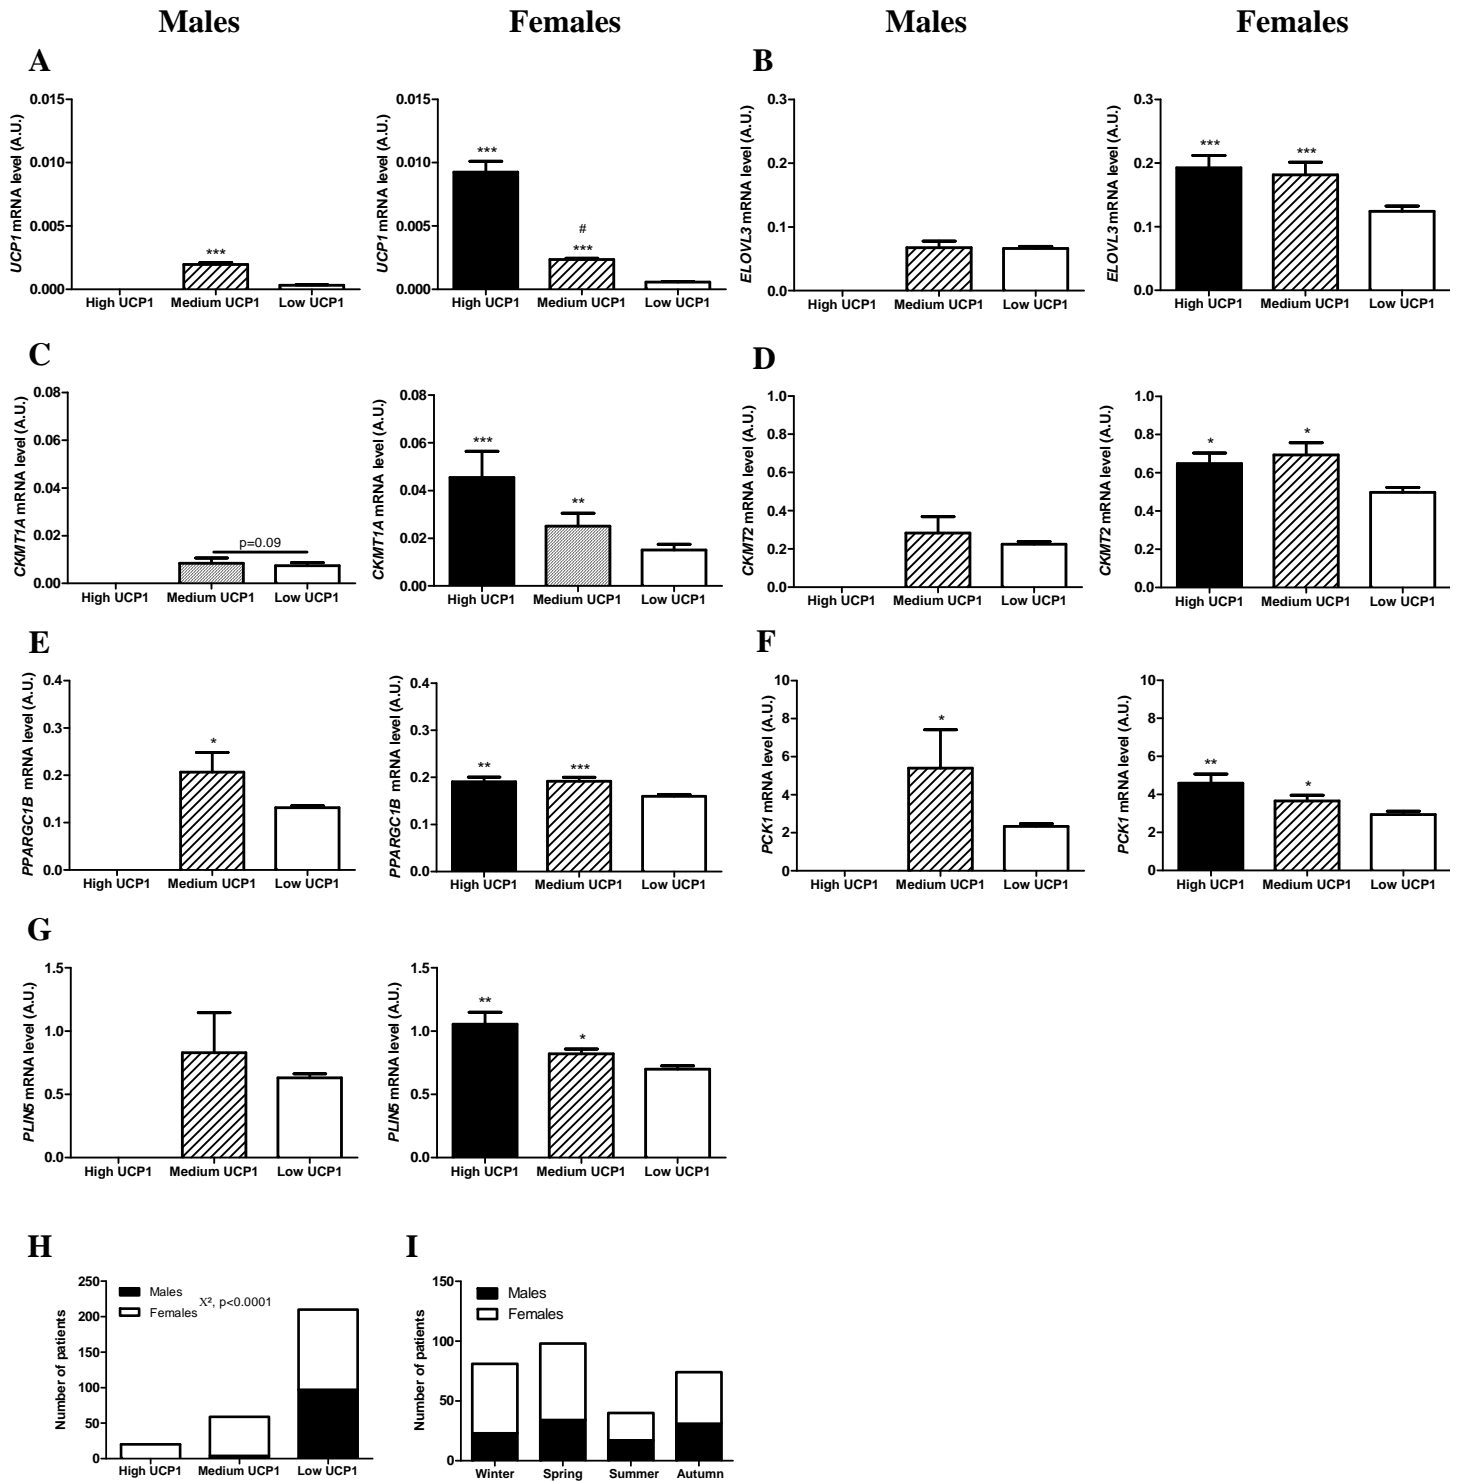 Males Females Males Females
A B
UCP1 mRNA level (A.U.)
0.015
0.010
0.005
0.000
***
High UCP1 Medium UCP1 Low UCP1
UCP1 mRNA level (A.U.)
0.015
0.010
0.005
0.000
***
#
***
High UCP1 Medium UCP1 Low UCP1
ELOVL3 mRNA level (A.U.)
0.3
0.2
0.1
0.0
High UCP1 Medium UCP1 Low UCP1
ELOVL3 mRNA level (A.U.)
0.3
0.2
0.1
0.0
*** ***
High UCP1 Medium UCP1 Low UCP1
C D
CKMT1A mRNA level (A.U.)
0.08
0.06
0.04
0.02
0.00
p=0.09
High UCP1 Medium UCP1 Low UCP1
CKMT1A mRNA level (A.U.)
0.08
0.06
0.04
0.02
0.00
***
**
High UCP1 Medium UCP1 Low UCP1
CKMT2 mRNA level (A.U.)
1.0
0.8
0.6
0.4
0.2
0.0
High UCP1 Medium UCP1 Low UCP1
CKMT2 mRNA level (A.U.)
1.0
0.8
0.6
0.4
0.2
0.0
* *
High UCP1 Medium UCP1 Low UCP1
E F
PPARGC1B mRNA level (A.U.)
0.4
0.3
0.2
0.1
0.0
*
High UCP1 Medium UCP1 Low UCP1
PPARGC1B mRNA level (A.U.)
0.4
0.3
0.2
0.1
0.0
** ***
High UCP1 Medium UCP1 Low UCP1
PCK1 mRNA level (A.U.)
10
8
6
4
2
0
*
High UCP1 Medium UCP1 Low UCP1
PCK1 mRNA level (A.U.)
10
8
6
4
2
0
**
*
High UCP1 Medium UCP1 Low UCP1
G
PLIN5 mRNA level (A.U.)
1.5
1.0
0.5
0.0
High UCP1 Medium UCP1 Low UCP1
PLIN5 mRNA level (A.U.)
1.5
1.0
0.5
0.0
**
*
High UCP1 Medium UCP1 Low UCP1
H I
Number of patients
250
200
150
100
50
0
Males
Females
X², p<0.0001
High UCP1 Medium UCP1 Low UCP1
Number of patients
150
100
50
0
Males
Females
Winter Spring Summer Autumn